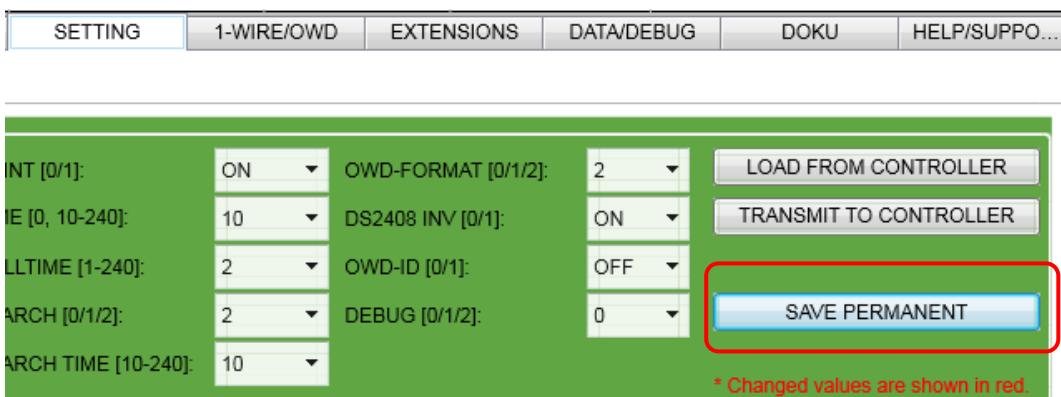 SETTING 1-WIRE/OWD EXTENSIONS DATA/DEBUG DOKU HELP/SUPPO...
INT [0/1]: ON OWD-FORMAT [0/1/2]: 2 LOAD FROM CONTROLLER
ME [0, 10-240]: 10 DS2408 INV [0/1]: ON TRANSMIT TO CONTROLLER
LLTIME [1-240]: 2 OWD-ID [0/1]: OFF
ARCH [0/1/2]: 2 DEBUG [0/1/2]: 0 SAVE PERMANENT
ARCH TIME [10-240]: 10
* Changed values are shown in red.